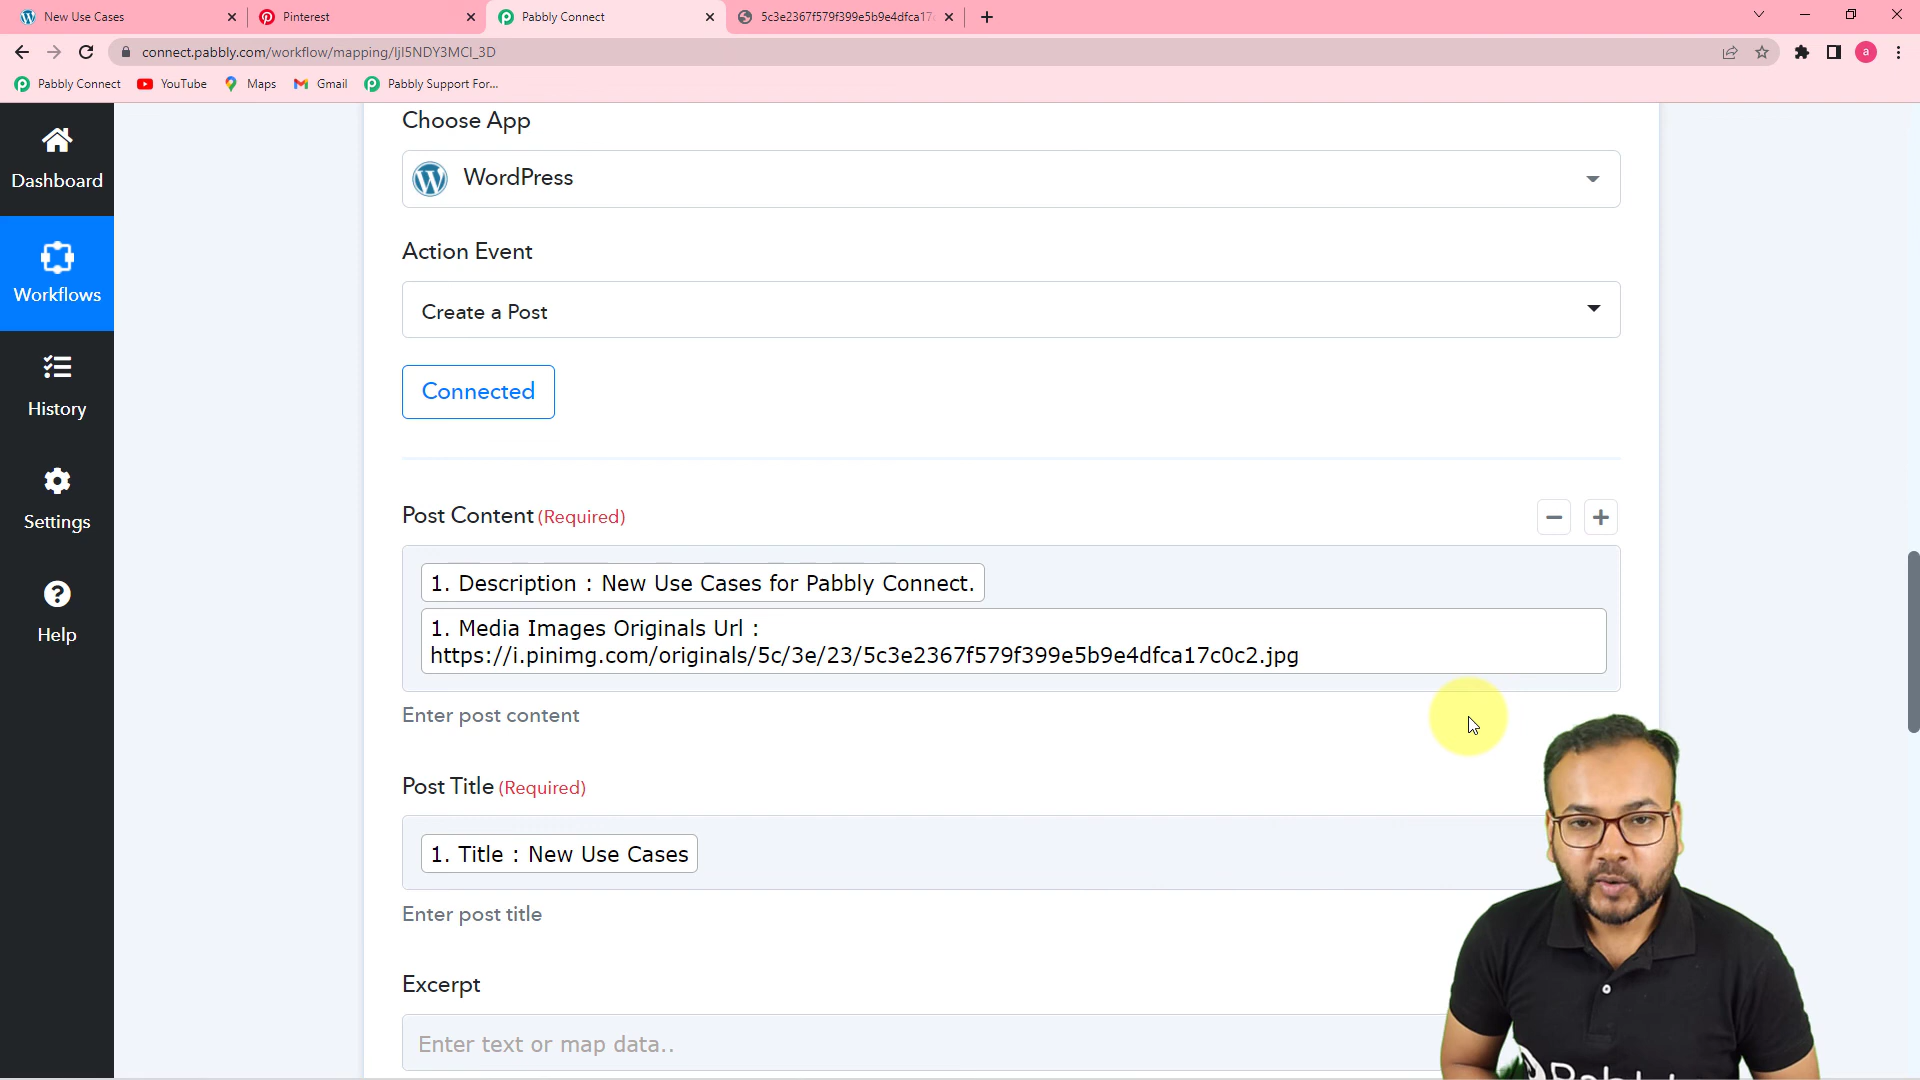 New Use Cases
Pinterest
Pabbly Connect
5c3e2367f579f399e5b9e4dfca17
connect.pabbly.com/workflow/mapping/IjI5NDY3MCI_3D
a
Pabbly Connect
YouTube
Maps
Gmail
Pabbly Support For...
Dashboard
Workflows
History
Settings
Help
Choose App
WordPress
Action Event
Create a Post
Connected
Post Content (Required)
1. Description : New Use Cases for Pabbly Connect.
1. Media Images Originals Url :
https://i.pinimg.com/originals/5c/3e/23/5c3e2367f579f399e5b9e4dfca17c0c2.jpg
Enter post content
Post Title (Required)
1. Title : New Use Cases
Enter post title
Excerpt
Enter text or map data..